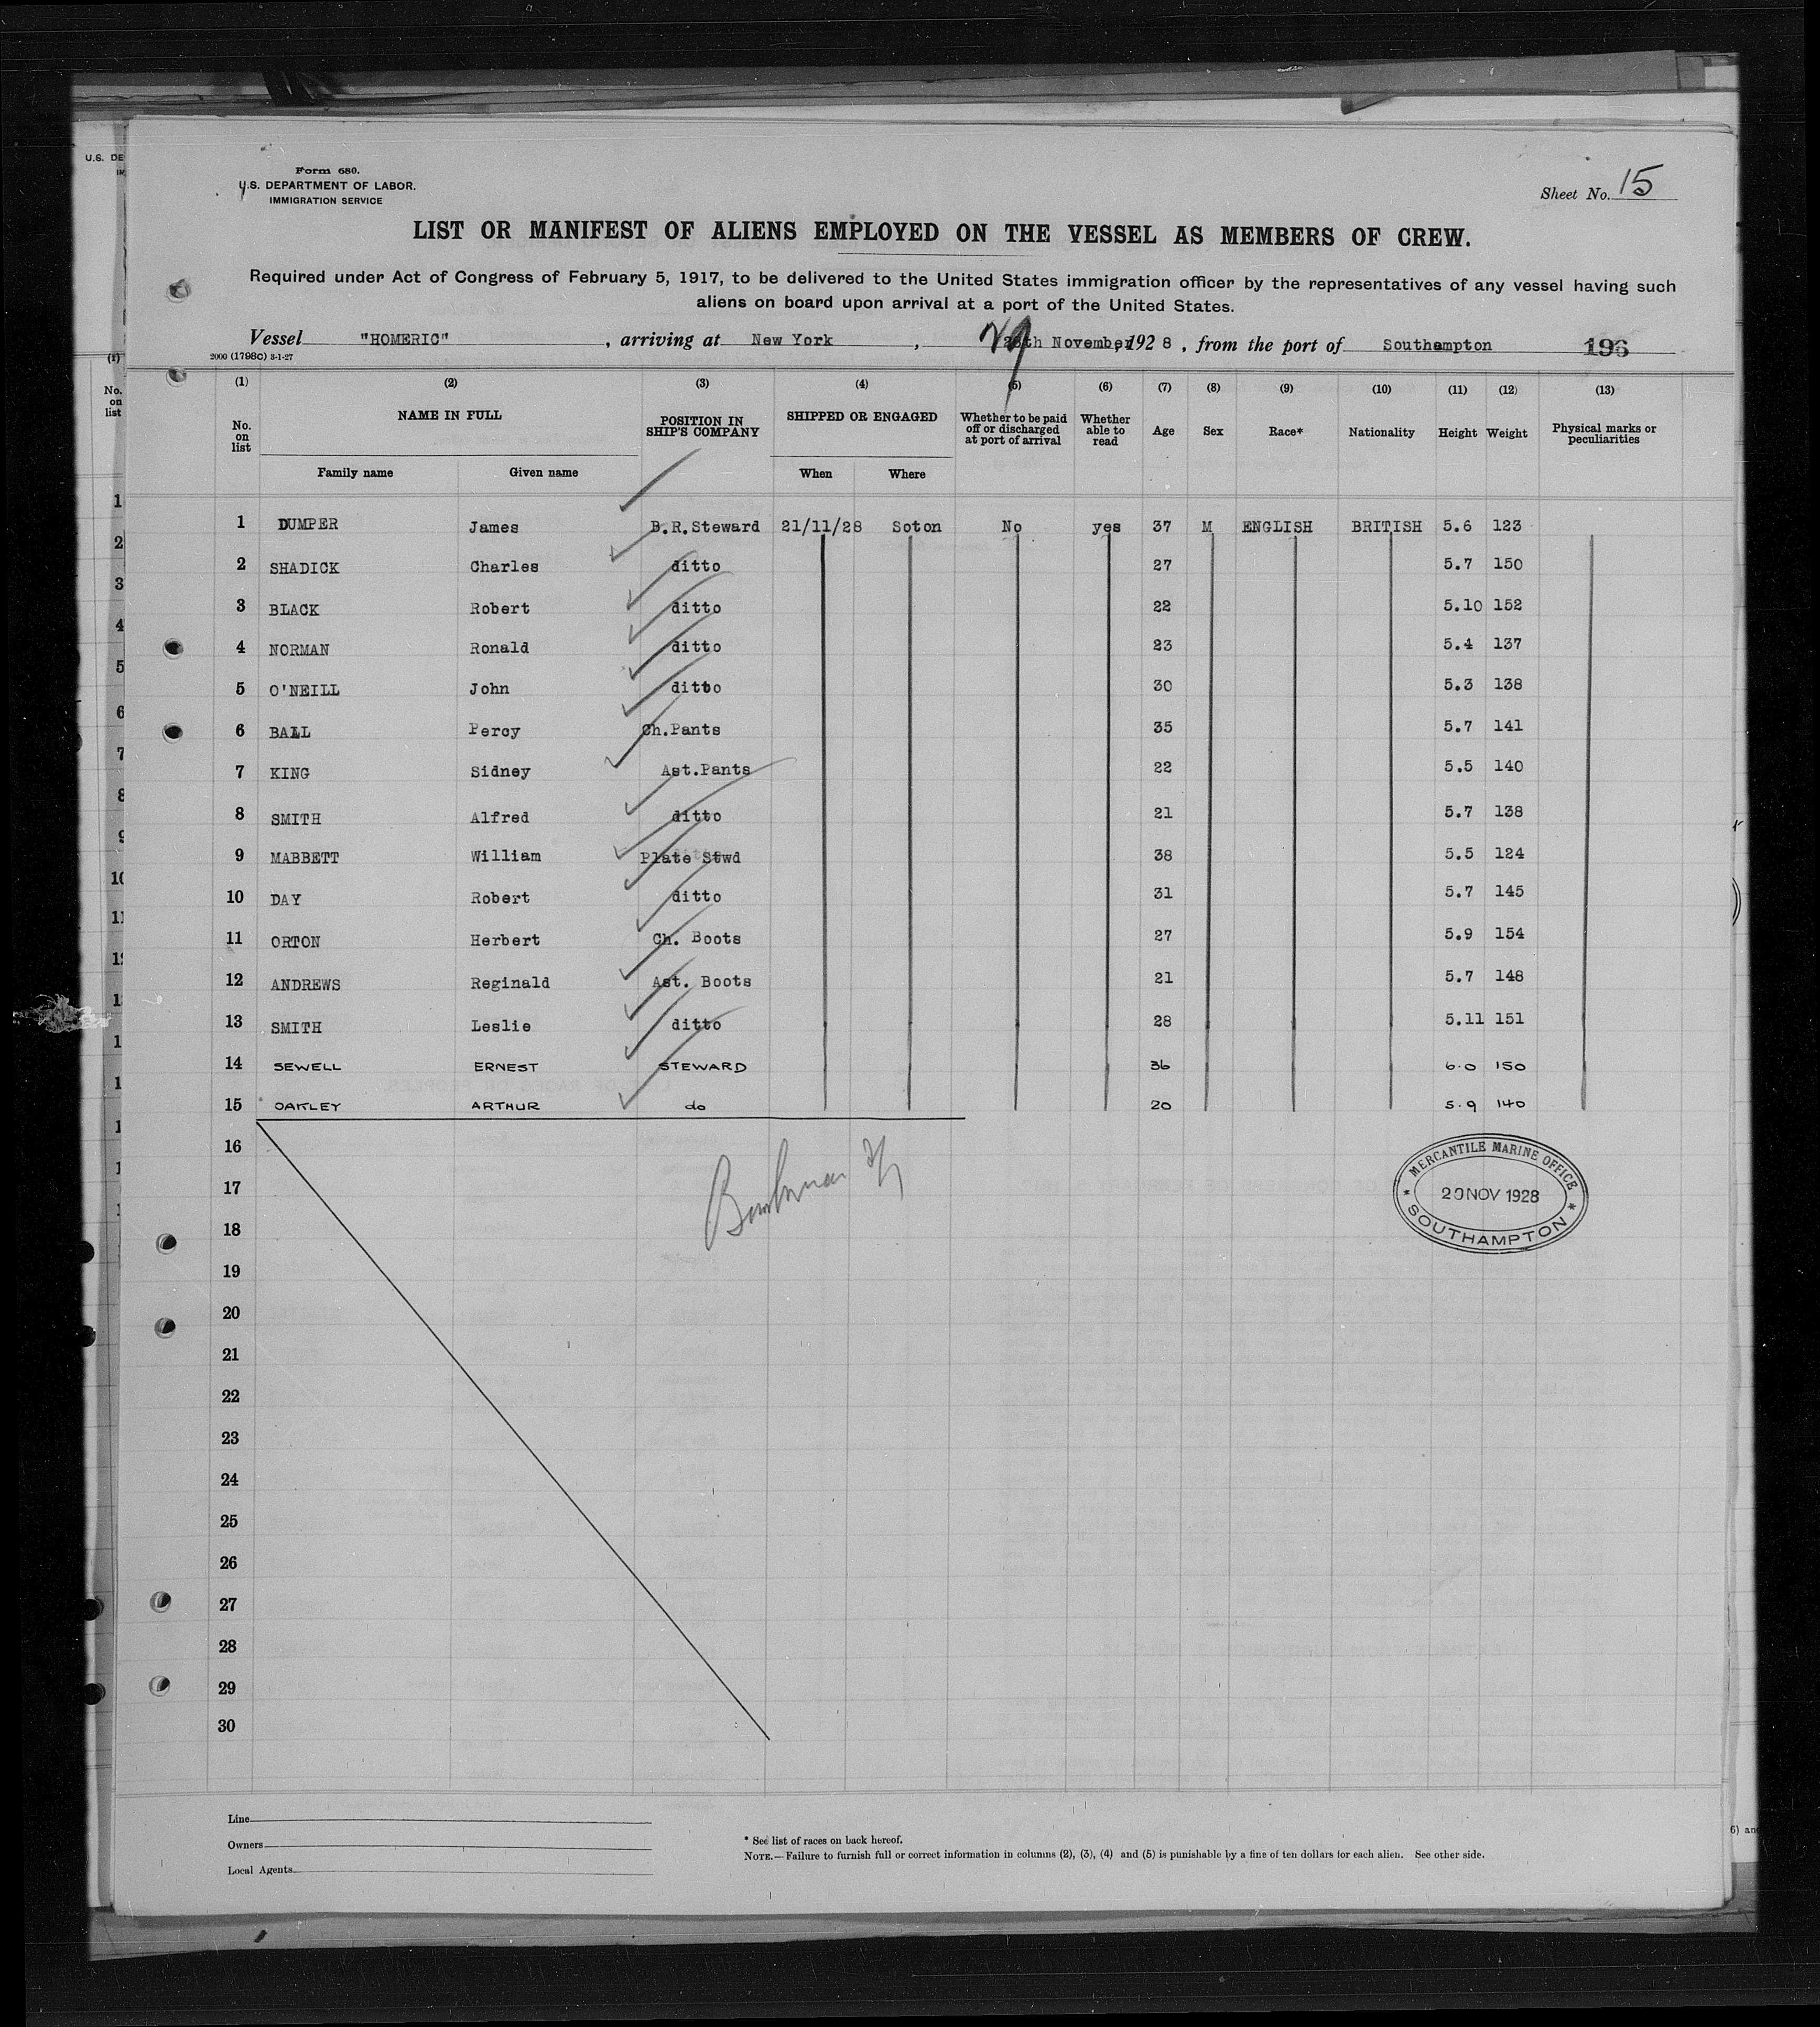 U.S. DE
Form 680.
U.S. DEPARTMENT OF LABOR.
IMMIGRATION SERVICE
Sheet No. 15
LIST OR MANIFEST OF ALIENS EMPLOYED ON THE VESSEL AS MEMBERS OF CREW.
Required under Act of Congress of February 5, 1917, to be delivered to the United States immigration officer by the representatives of any vessel having such
aliens on board upon arrival at a port of the United States.
Vessel "HOMERIC", arriving at New York, November, 1928, from the port of Southampton 196
2000 (1798C) 3-1-27
(1) (2) (3) (4) (5) (6) (7) (8) (9) (10) (11) (12) (13)
No. on list NAME IN FULL POSITION IN SHIP'S COMPANY SHIPPED OR ENGAGED Whether to be paid off or discharged at port of arrival Whether able to read Age Sex Race* Nationality Height Weight Physical marks or peculiarities
Family name Given name When Where
1 DUMPER James B.R.Steward 21/11/28 Soton No yes 37 M ENGLISH BRITISH 5.6 123
2 SHADICK Charles ditto 27 5.7 150
3 BLACK Robert ditto 22 5.10 152
4 NORMAN Ronald ditto 23 5.4 137
5 O'NEILL John ditto 30 5.3 138
6 BALL Percy Ch.Pants 35 5.7 141
7 KING Sidney Ast.Pants 22 5.5 140
8 SMITH Alfred ditto 21 5.7 138
9 MABBETT William Plate Stwd 38 5.5 124
10 DAY Robert ditto 31 5.7 145
11 ORTON Herbert Ch. Boots 27 5.9 154
12 ANDREWS Reginald Ast. Boots 21 5.7 148
13 SMITH Leslie ditto 28 5.11 151
14 SEWELL ERNEST STEWARD 36 6.0 150
15 OAKLEY ARTHUR do 20 5.9 140
16
17
18
19
20
21
22
23
24
25
26
27
28
29
30
MERCANTILE MARINE OFFICE
20 NOV 1928
SOUTHAMPTON
Line
Owners
Local Agents
* See list of races on back hereof.
NOTE.—Failure to furnish full or correct information in columns (2), (3), (4) and (5) is punishable by a fine of ten dollars for each alien. See other side.